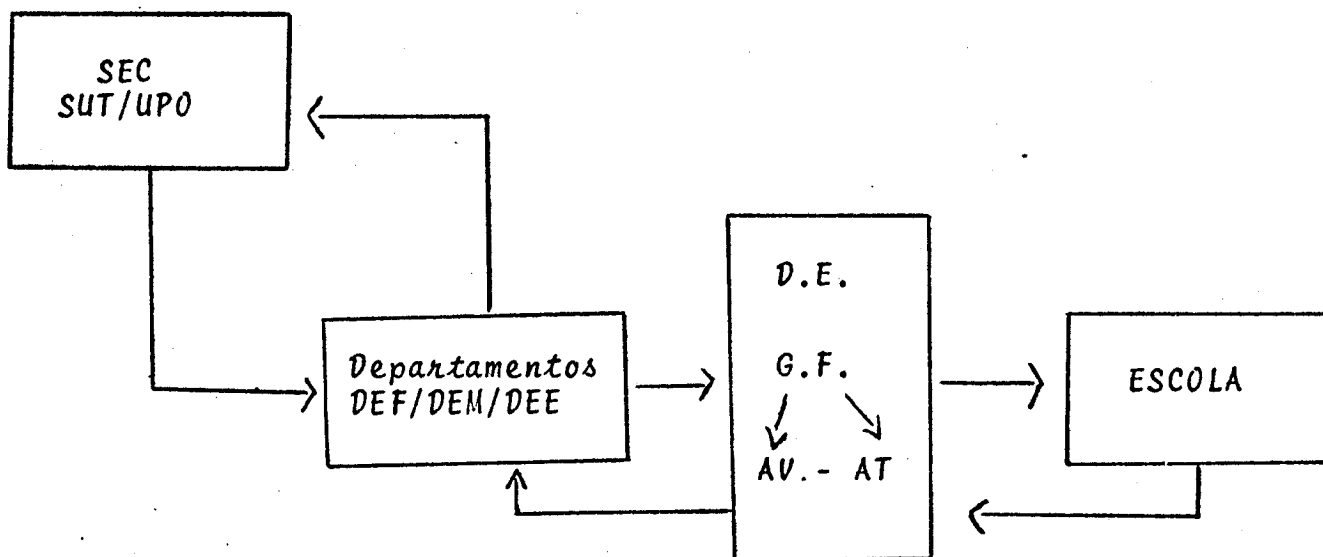 SEC
SUT/UPO
Departamentos
DEF/DEM/DEE
D.E.
G.F.
AV.- AT
ESCOLA